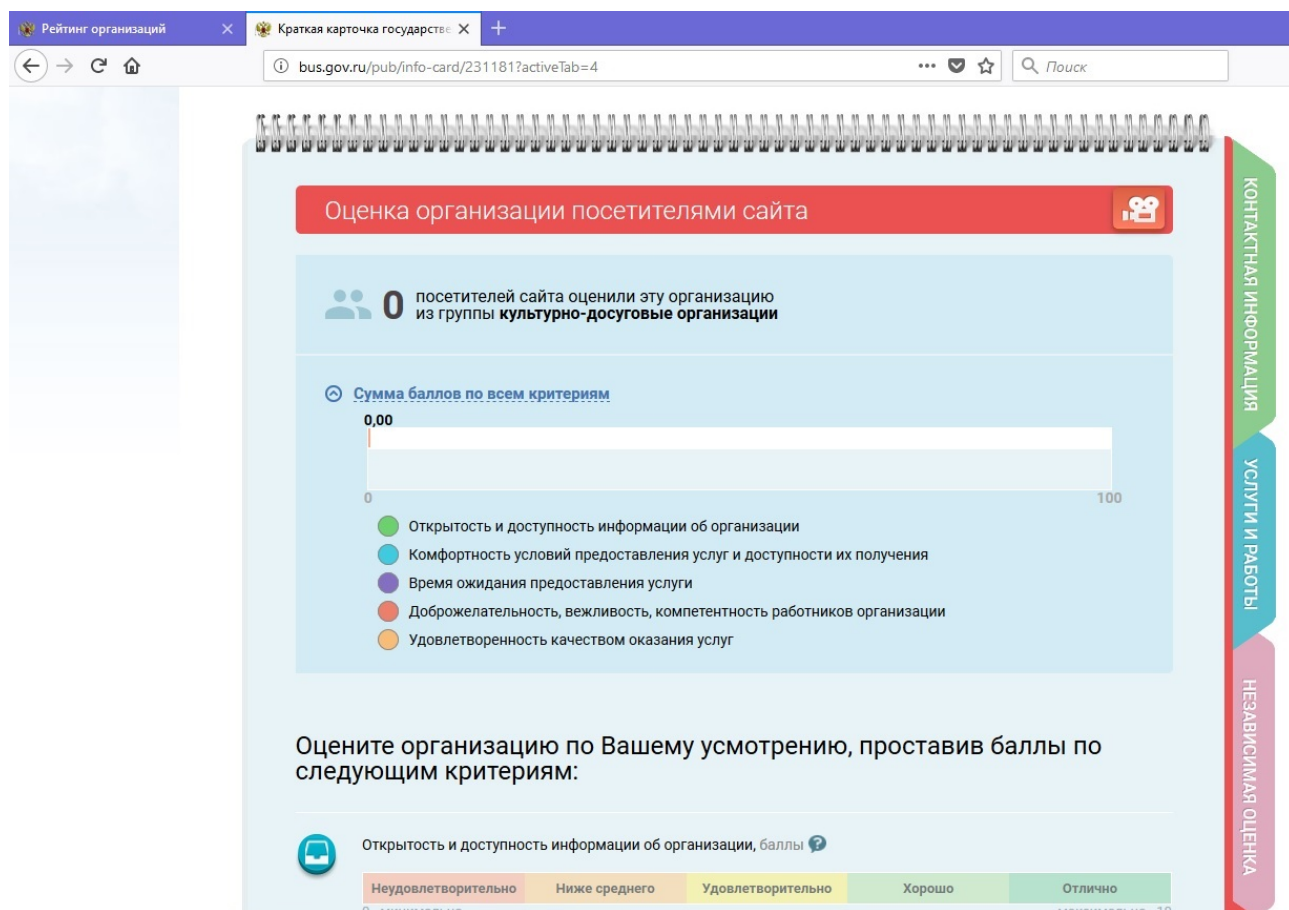 Рейтинг организаций
Краткая карточка государстве
bus.gov.ru/pub/info-card/231181?activeTab=4
Поиск
Оценка организации посетителями сайта
0 посетителей сайта оценили эту организацию
из группы культурно-досуговые организации
Сумма баллов по всем критериям
0,00
0 100
Открытость и доступность информации об организации
Комфортность условий предоставления услуг и доступности их получения
Время ожидания предоставления услуги
Доброжелательность, вежливость, компетентность работников организации
Удовлетворенность качеством оказания услуг
Оцените организацию по Вашему усмотрению, проставив баллы по
следующим критериям:
Открытость и доступность информации об организации, баллы ?
Неудовлетворительно Ниже среднего Удовлетворительно Хорошо Отлично
КОНТАКТНАЯ ИНФОРМАЦИЯ
УСЛУГИ И РАБОТЫ
НЕЗАВИСИМАЯ ОЦЕНКА